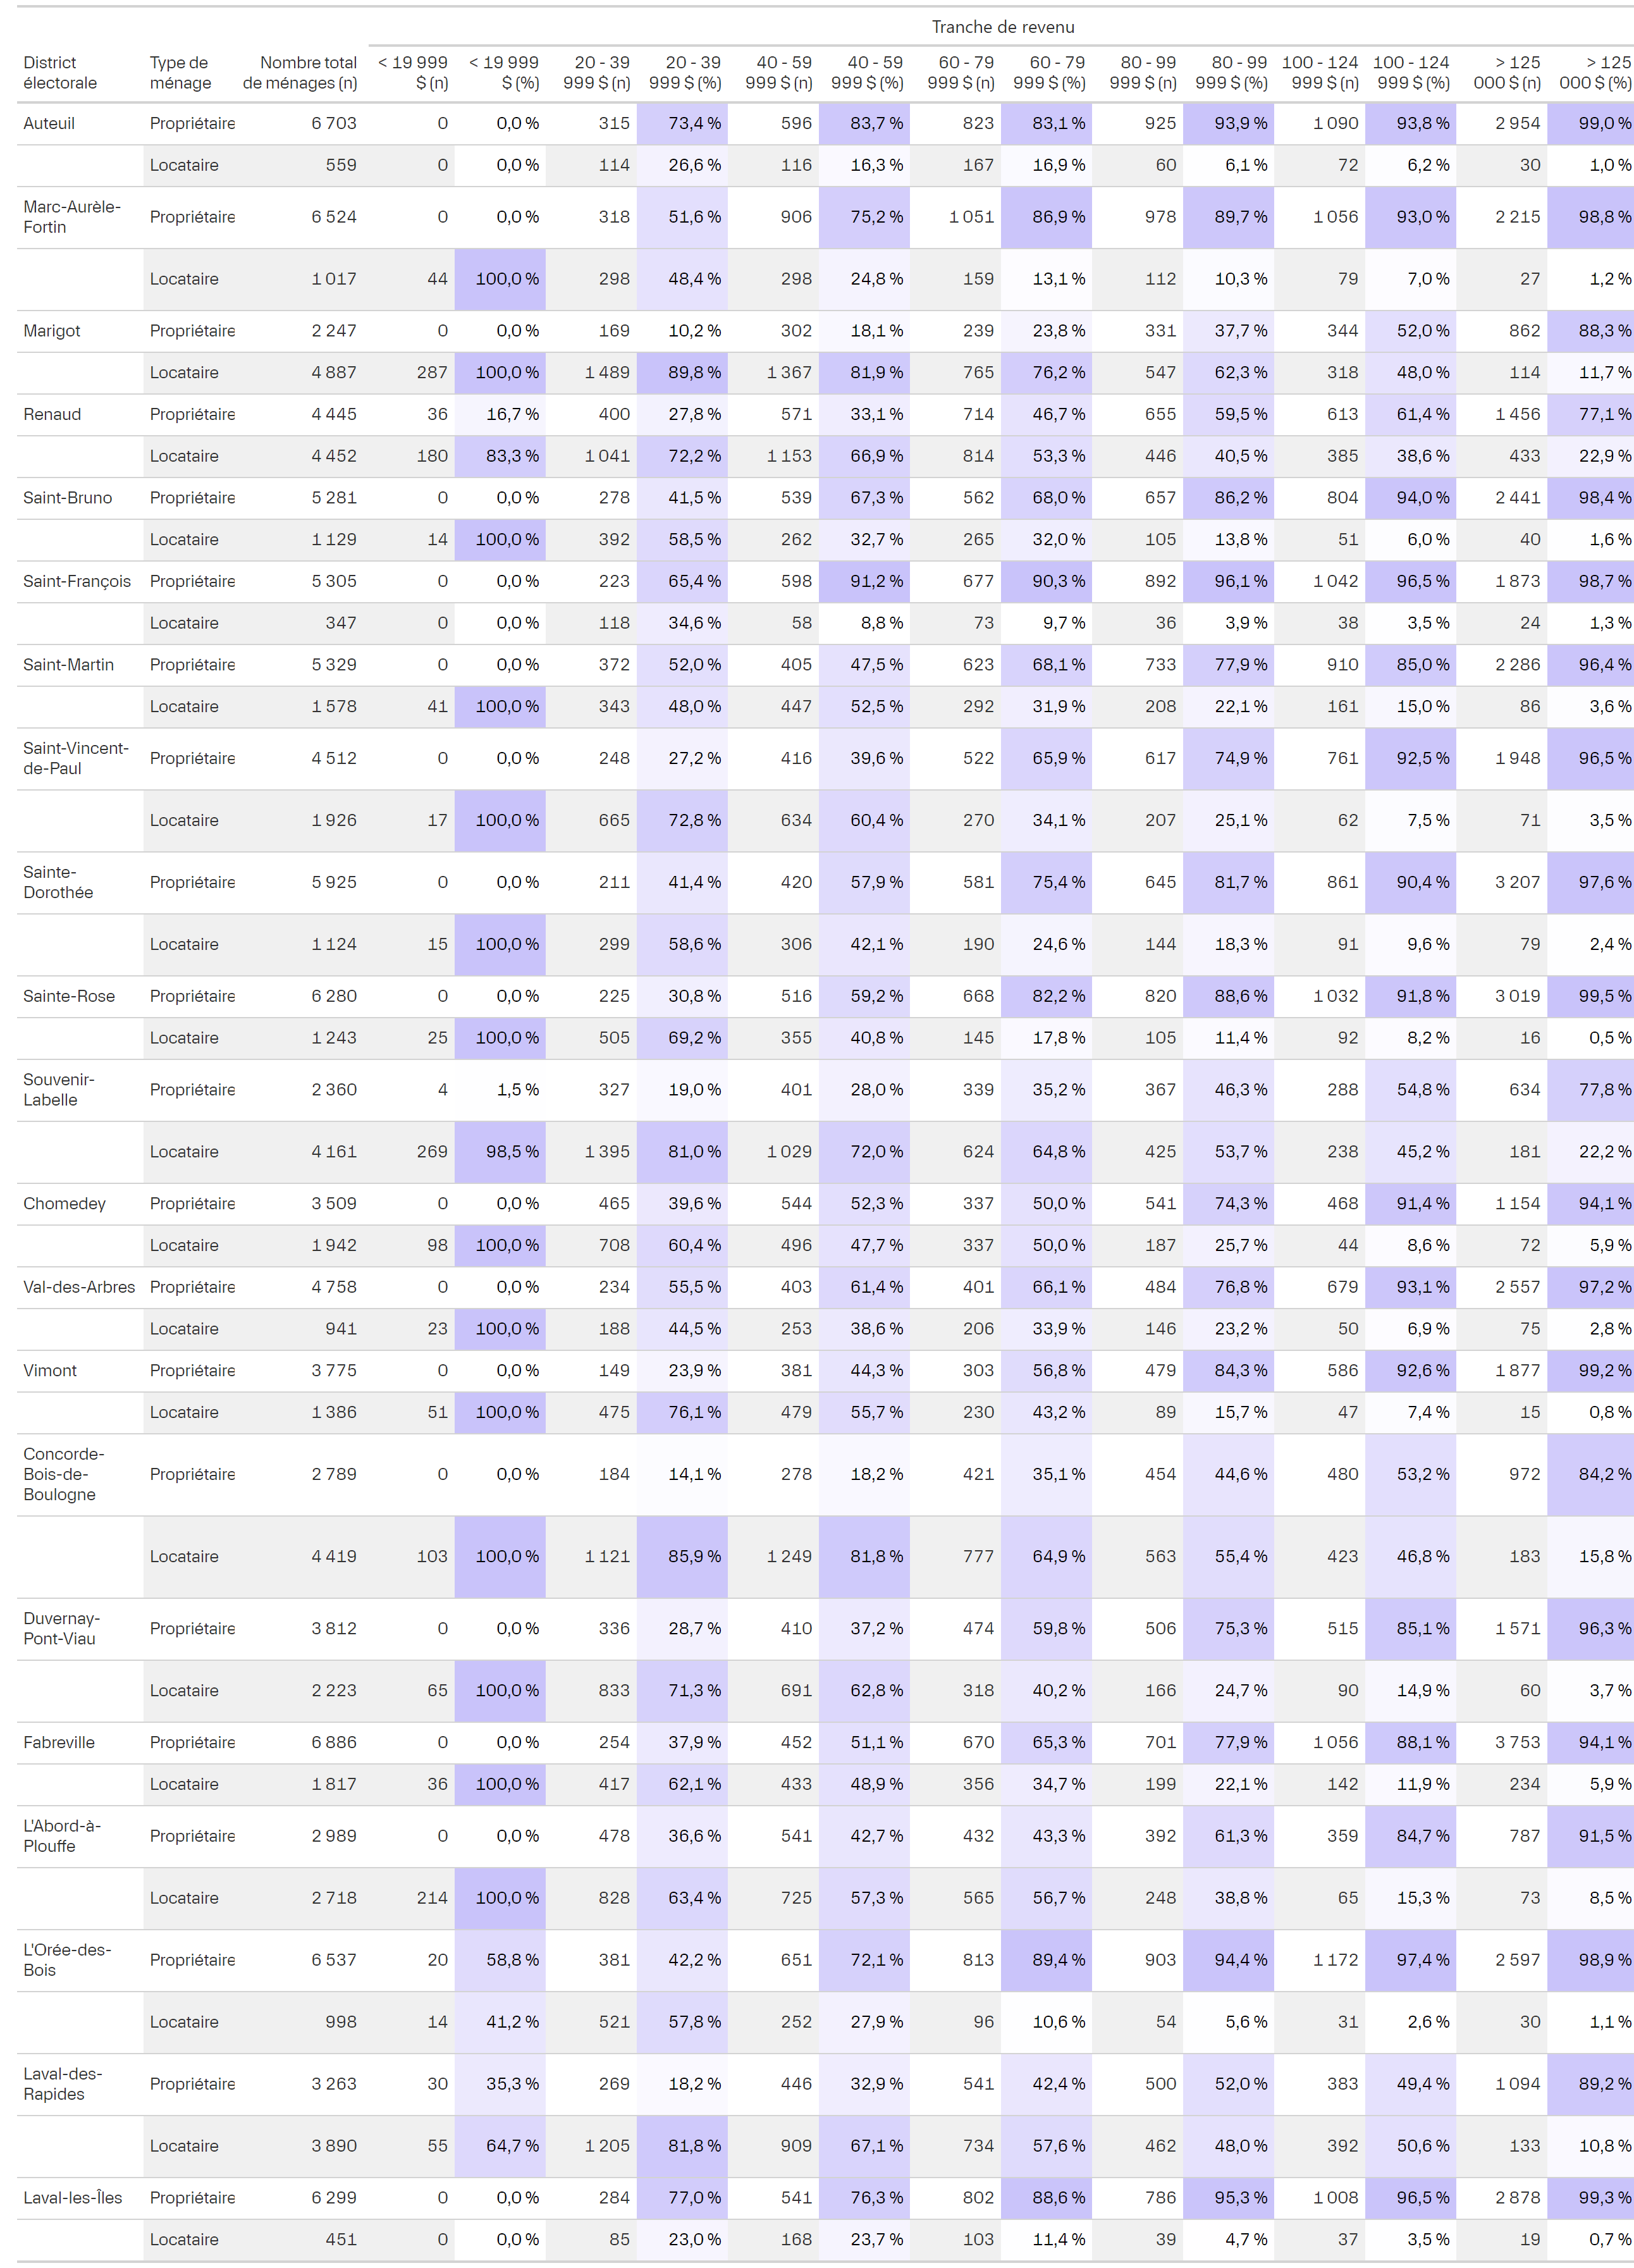 Tranche de revenu
District électorale Type de ménage Nombre total de ménages (n) < 19 999 $ (n) < 19 999 $ (%) 20 - 39 999 $ (n) 20 - 39 999 $ (%) 40 - 59 999 $ (n) 40 - 59 999 $ (%) 60 - 79 999 $ (n) 60 - 79 999 $ (%) 80 - 99 999 $ (n) 80 - 99 999 $ (%) 100 - 124 999 $ (n) 100 - 124 999 $ (%) > 125 000 $ (n) > 125 000 $ (%)
Auteuil Propriétaire 6 703 0 0,0 % 315 73,4 % 596 83,7 % 823 83,1 % 925 93,9 % 1 090 93,8 % 2 954 99,0 %
Locataire 559 0 0,0 % 114 26,6 % 116 16,3 % 167 16,9 % 60 6,1 % 72 6,2 % 30 1,0 %
Marc-Aurèle-Fortin Propriétaire 6 524 0 0,0 % 318 51,6 % 906 75,2 % 1 051 86,9 % 978 89,7 % 1 056 93,0 % 2 215 98,8 %
Locataire 1 017 44 100,0 % 298 48,4 % 298 24,8 % 159 13,1 % 112 10,3 % 79 7,0 % 27 1,2 %
Marigot Propriétaire 2 247 0 0,0 % 169 10,2 % 302 18,1 % 239 23,8 % 331 37,7 % 344 52,0 % 862 88,3 %
Locataire 4 887 287 100,0 % 1 489 89,8 % 1 367 81,9 % 765 76,2 % 547 62,3 % 318 48,0 % 114 11,7 %
Renaud Propriétaire 4 445 36 16,7 % 400 27,8 % 571 33,1 % 714 46,7 % 655 59,5 % 613 61,4 % 1 456 77,1 %
Locataire 4 452 180 83,3 % 1 041 72,2 % 1 153 66,9 % 814 53,3 % 446 40,5 % 385 38,6 % 433 22,9 %
Saint-Bruno Propriétaire 5 281 0 0,0 % 278 41,5 % 539 67,3 % 562 68,0 % 657 86,2 % 804 94,0 % 2 441 98,4 %
Locataire 1 129 14 100,0 % 392 58,5 % 262 32,7 % 265 32,0 % 105 13,8 % 51 6,0 % 40 1,6 %
Saint-François Propriétaire 5 305 0 0,0 % 223 65,4 % 598 91,2 % 677 90,3 % 892 96,1 % 1 042 96,5 % 1 873 98,7 %
Locataire 347 0 0,0 % 118 34,6 % 58 8,8 % 73 9,7 % 36 3,9 % 38 3,5 % 24 1,3 %
Saint-Martin Propriétaire 5 329 0 0,0 % 372 52,0 % 405 47,5 % 623 68,1 % 733 77,9 % 910 85,0 % 2 286 96,4 %
Locataire 1 578 41 100,0 % 343 48,0 % 447 52,5 % 292 31,9 % 208 22,1 % 161 15,0 % 86 3,6 %
Saint-Vincent-de-Paul Propriétaire 4 512 0 0,0 % 248 27,2 % 416 39,6 % 522 65,9 % 617 74,9 % 761 92,5 % 1 948 96,5 %
Locataire 1 926 17 100,0 % 665 72,8 % 634 60,4 % 270 34,1 % 207 25,1 % 62 7,5 % 71 3,5 %
Sainte-Dorothée Propriétaire 5 925 0 0,0 % 211 41,4 % 420 57,9 % 581 75,4 % 645 81,7 % 861 90,4 % 3 207 97,6 %
Locataire 1 124 15 100,0 % 299 58,6 % 306 42,1 % 190 24,6 % 144 18,3 % 91 9,6 % 79 2,4 %
Sainte-Rose Propriétaire 6 280 0 0,0 % 225 30,8 % 516 59,2 % 668 82,2 % 820 88,6 % 1 032 91,8 % 3 019 99,5 %
Locataire 1 243 25 100,0 % 505 69,2 % 355 40,8 % 145 17,8 % 105 11,4 % 92 8,2 % 16 0,5 %
Souvenir-Labelle Propriétaire 2 360 4 1,5 % 327 19,0 % 401 28,0 % 339 35,2 % 367 46,3 % 288 54,8 % 634 77,8 %
Locataire 4 161 269 98,5 % 1 395 81,0 % 1 029 72,0 % 624 64,8 % 425 53,7 % 238 45,2 % 181 22,2 %
Chomedey Propriétaire 3 509 0 0,0 % 465 39,6 % 544 52,3 % 337 50,0 % 541 74,3 % 468 91,4 % 1 154 94,1 %
Locataire 1 942 98 100,0 % 708 60,4 % 496 47,7 % 337 50,0 % 187 25,7 % 44 8,6 % 72 5,9 %
Val-des-Arbres Propriétaire 4 758 0 0,0 % 234 55,5 % 403 61,4 % 401 66,1 % 484 76,8 % 679 93,1 % 2 557 97,2 %
Locataire 941 23 100,0 % 188 44,5 % 253 38,6 % 206 33,9 % 146 23,2 % 50 6,9 % 75 2,8 %
Vimont Propriétaire 3 775 0 0,0 % 149 23,9 % 381 44,3 % 303 56,8 % 479 84,3 % 586 92,6 % 1 877 99,2 %
Locataire 1 386 51 100,0 % 475 76,1 % 479 55,7 % 230 43,2 % 89 15,7 % 47 7,4 % 15 0,8 %
Concorde-Bois-de-Boulogne Propriétaire 2 789 0 0,0 % 184 14,1 % 278 18,2 % 421 35,1 % 454 44,6 % 480 53,2 % 972 84,2 %
Locataire 4 419 103 100,0 % 1 121 85,9 % 1 249 81,8 % 777 64,9 % 563 55,4 % 423 46,8 % 183 15,8 %
Duvernay-Pont-Viau Propriétaire 3 812 0 0,0 % 336 28,7 % 410 37,2 % 474 59,8 % 506 75,3 % 515 85,1 % 1 571 96,3 %
Locataire 2 223 65 100,0 % 833 71,3 % 691 62,8 % 318 40,2 % 166 24,7 % 90 14,9 % 60 3,7 %
Fabreville Propriétaire 6 886 0 0,0 % 254 37,9 % 452 51,1 % 670 65,3 % 701 77,9 % 1 056 88,1 % 3 753 94,1 %
Locataire 1 817 36 100,0 % 417 62,1 % 433 48,9 % 356 34,7 % 199 22,1 % 142 11,9 % 234 5,9 %
L'Abord-à-Plouffe Propriétaire 2 989 0 0,0 % 478 36,6 % 541 42,7 % 432 43,3 % 392 61,3 % 359 84,7 % 787 91,5 %
Locataire 2 718 214 100,0 % 828 63,4 % 725 57,3 % 565 56,7 % 248 38,8 % 65 15,3 % 73 8,5 %
L'Orée-des-Bois Propriétaire 6 537 20 58,8 % 381 42,2 % 651 72,1 % 813 89,4 % 903 94,4 % 1 172 97,4 % 2 597 98,9 %
Locataire 998 14 41,2 % 521 57,8 % 252 27,9 % 96 10,6 % 54 5,6 % 31 2,6 % 30 1,1 %
Laval-des-Rapides Propriétaire 3 263 30 35,3 % 269 18,2 % 446 32,9 % 541 42,4 % 500 52,0 % 383 49,4 % 1 094 89,2 %
Locataire 3 890 55 64,7 % 1 205 81,8 % 909 67,1 % 734 57,6 % 462 48,0 % 392 50,6 % 133 10,8 %
Laval-les-Îles Propriétaire 6 299 0 0,0 % 284 77,0 % 541 76,3 % 802 88,6 % 786 95,3 % 1 008 96,5 % 2 878 99,3 %
Locataire 451 0 0,0 % 85 23,0 % 168 23,7 % 103 11,4 % 39 4,7 % 37 3,5 % 19 0,7 %